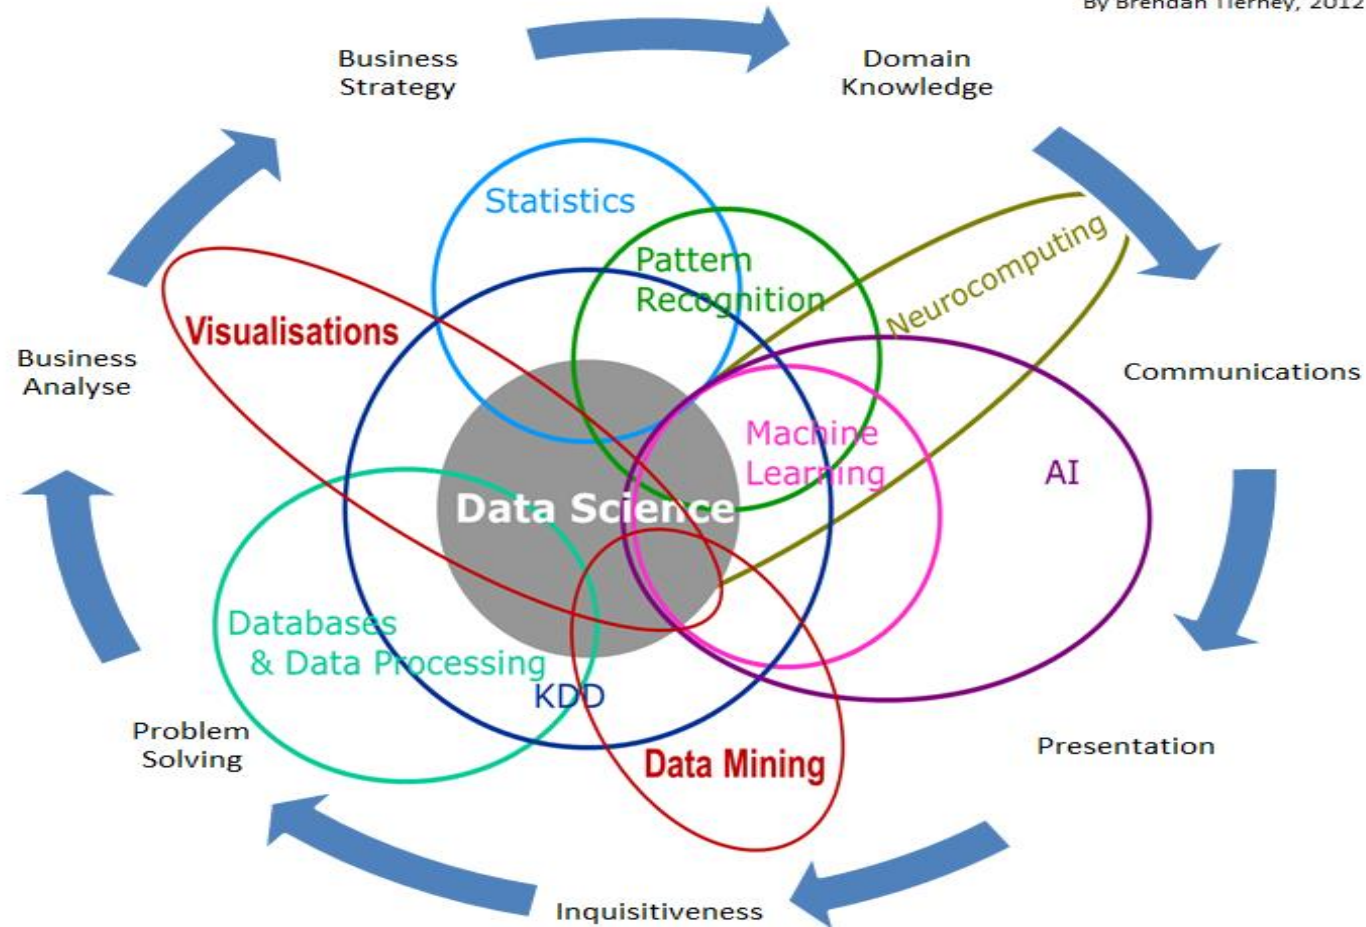 By Brendan Tierney, 2012
Business
Strategy
Domain
Knowledge
Statistics
Pattern
Recognition
Neurocomputing
Visualisations
Business
Analyse
Communications
Machine
Learning
AI
Data Science
Databases
& Data Processing
KDD
Problem
Solving
Presentation
Data Mining
Inquisitiveness